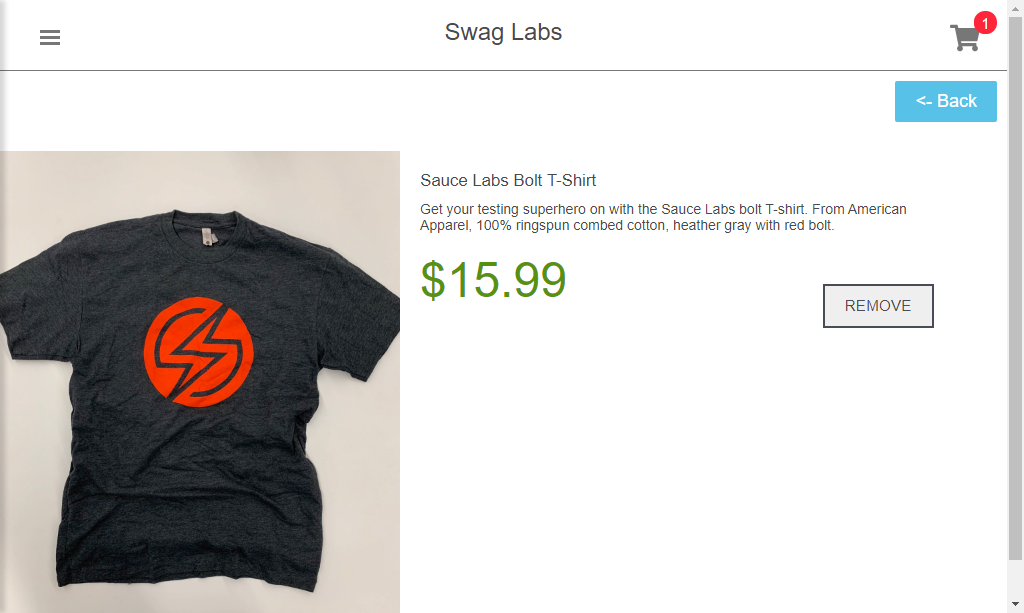 Swag Labs
1
<- Back
Sauce Labs Bolt T-Shirt
Get your testing superhero on with the Sauce Labs bolt T-shirt. From American
Apparel, 100% ringspun combed cotton, heather gray with red bolt.
$15.99
REMOVE